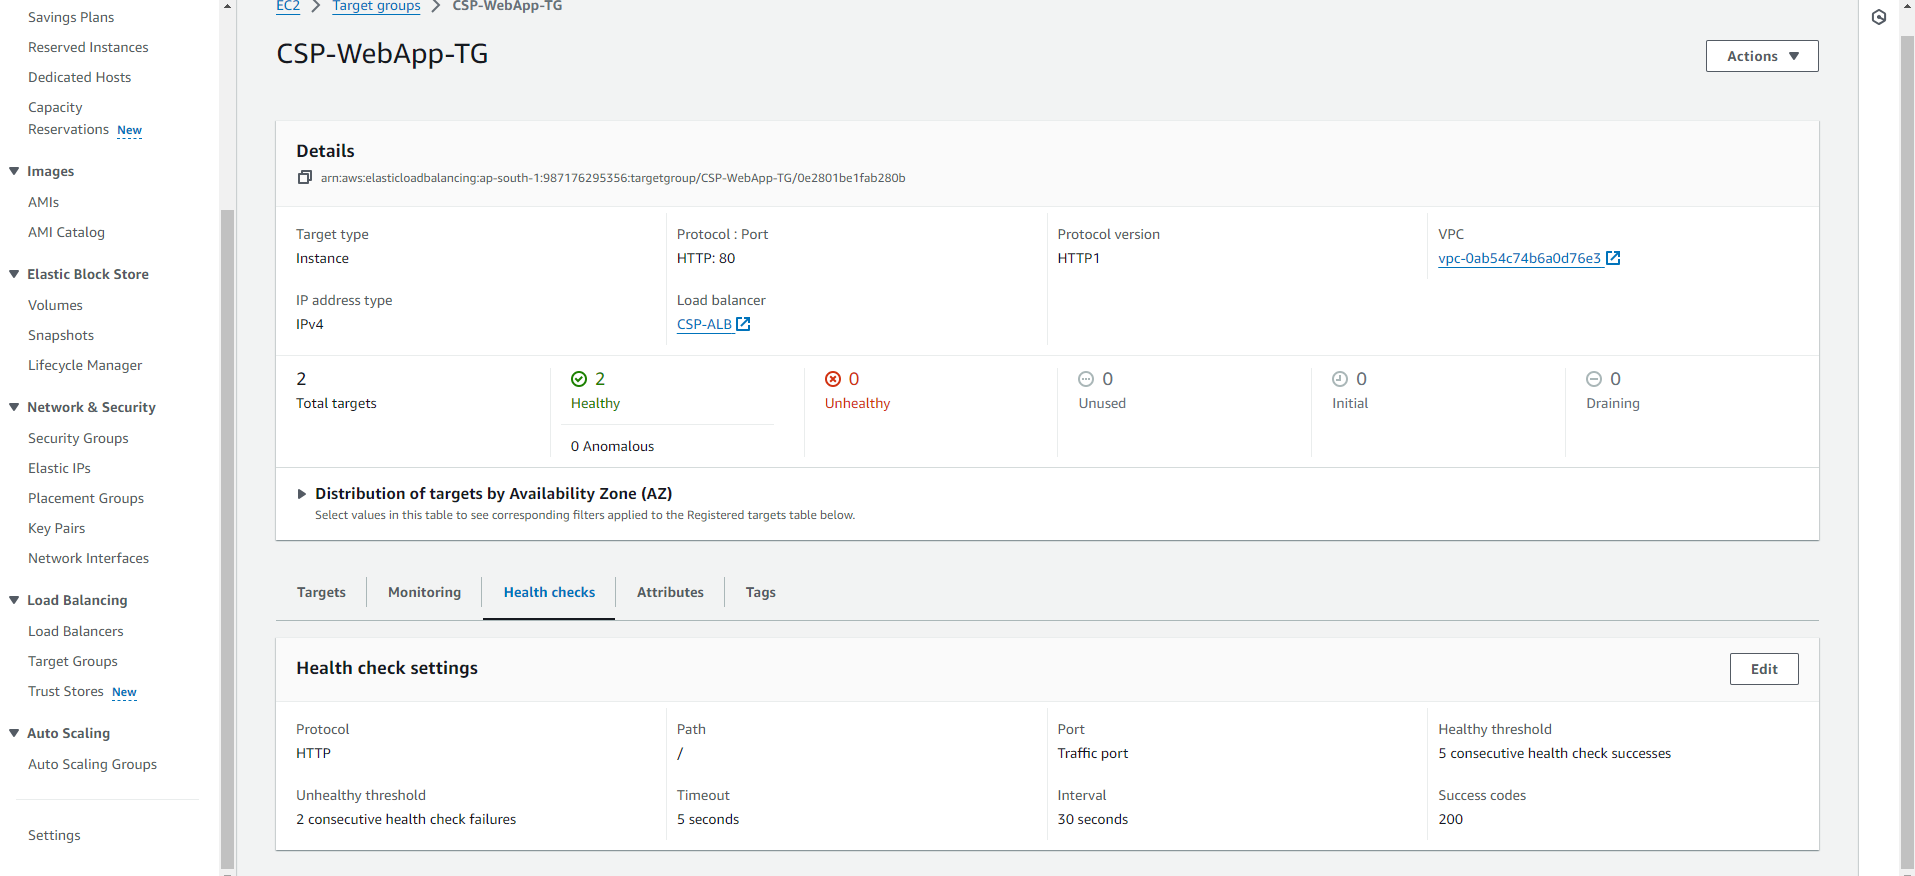 Savings Plans
Reserved Instances
Dedicated Hosts
Capacity
Reservations New
Images
AMIs
AMI Catalog
Elastic Block Store
Volumes
Snapshots
Lifecycle Manager
Network & Security
Security Groups
Elastic IPs
Placement Groups
Key Pairs
Network Interfaces
Load Balancing
Load Balancers
Target Groups
Trust Stores New
Auto Scaling
Auto Scaling Groups
Settings
EC2 Target groups CSP-WebApp-TG
CSP-WebApp-TG
Actions
Details
arn:aws:elasticloadbalancing:ap-south-1:987176295356:targetgroup/CSP-WebApp-TG/0e2801be1fab280b
Target type
Instance
Protocol : Port
HTTP: 80
Protocol version
HTTP1
VPC
vpc-0ab54c74b6a0d76e3
IP address type
IPv4
Load balancer
CSP-ALB
2
Total targets
2
Healthy
0 Anomalous
0
Unhealthy
0
Unused
0
Initial
0
Draining
Distribution of targets by Availability Zone (AZ)
Select values in this table to see corresponding filters applied to the Registered targets table below.
Targets Monitoring Health checks Attributes Tags
Health check settings
Edit
Protocol
HTTP
Path
/
Port
Traffic port
Healthy threshold
5 consecutive health check successes
Unhealthy threshold
2 consecutive health check failures
Timeout
5 seconds
Interval
30 seconds
Success codes
200